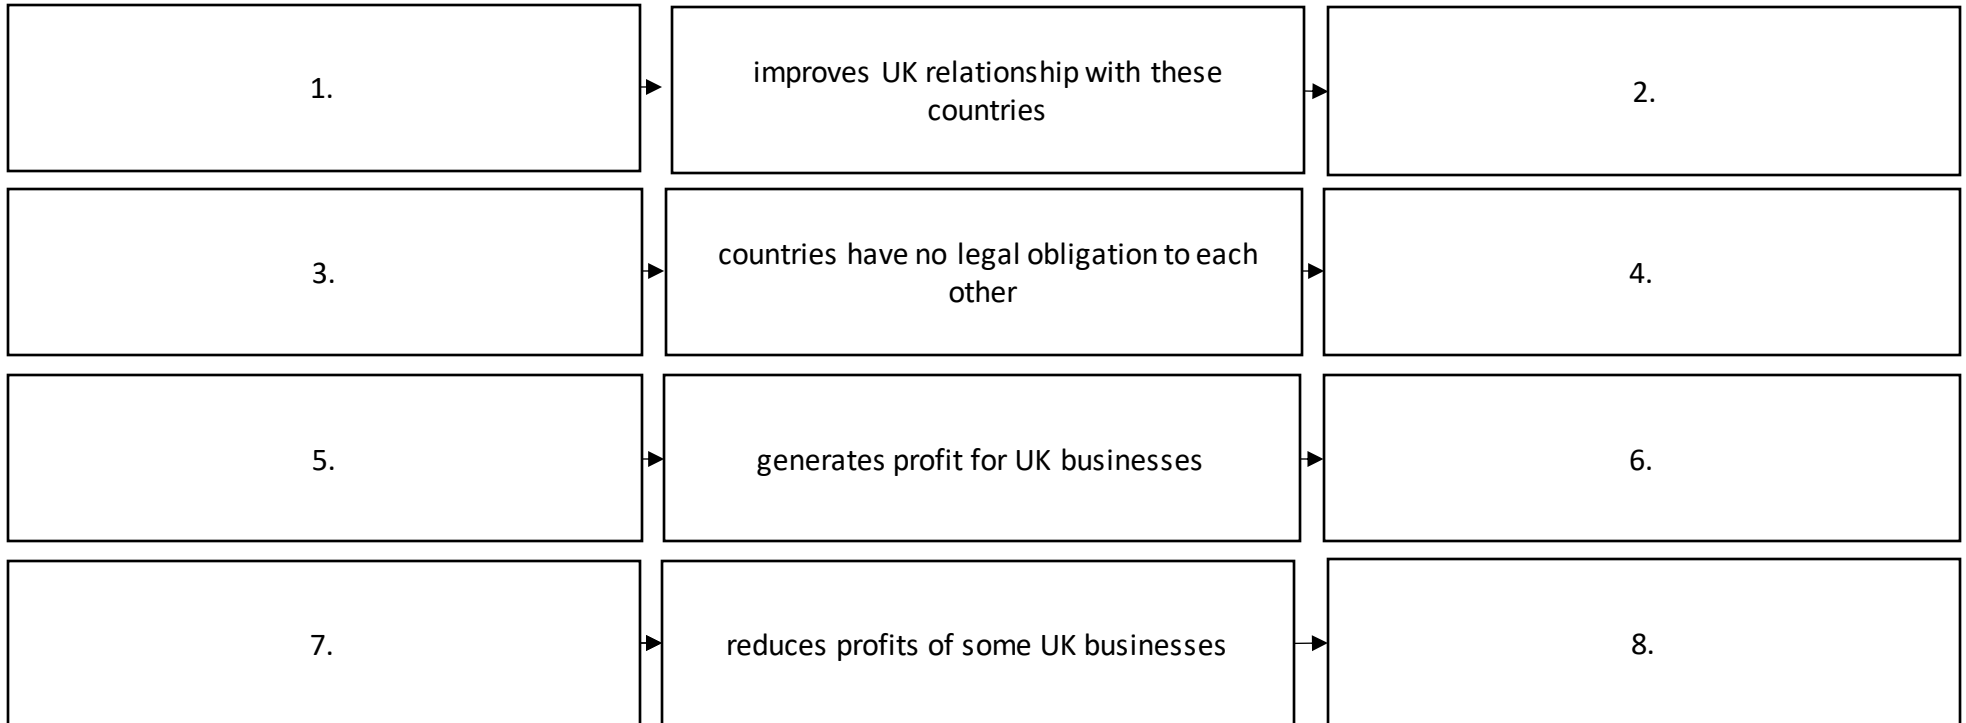 1.
improves UK relationship with these
countries
2.
3.
countries have no legal obligation to each
other
4.
5.
generates profit for UK businesses
6.
7.
reduces profits of some UK businesses
8.